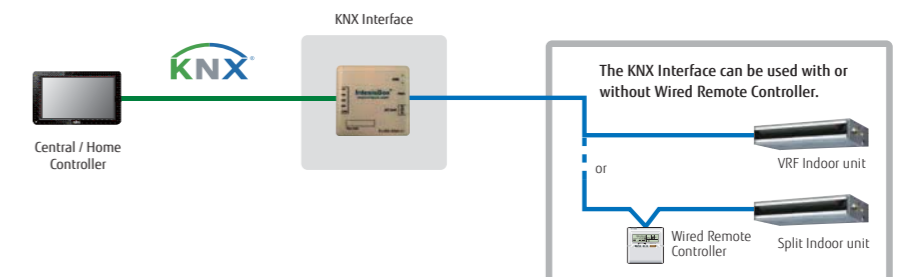 KNX Interface
KNX
The KNX Interface can be used with or
without Wired Remote Controller.
IntesisBox
Central / Home
Controller
or
VRF Indoor unit
Wired Remote
Controller
Split Indoor unit